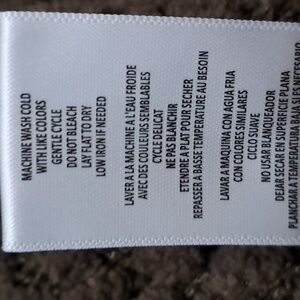 MACHINE WASH COLD
WITH LIKE COLORS
GENTLE CYCLE
DO NOT BLEACH
LAY FLAT TO DRY
LOW IRON IF NEEDED
LAVER A LA MACHINE A L'EAU FROIDE
AVEC DES COULEURS SEMBLABLES
CYCLE DELICAT
NE PAS BLANCHIR
ETENDRE A PLAT POUR SECHER
REPASSER A BASSE TEMPERATURE AU BESOIN
LAVAR A MAQUINA CON AGUA FRIA
CON COLORES SIMILARES
CICLO SUAVE
NO USAR BLANQUEADOR
DEJAR SECAR EN SUPERFICIE PLANA
PLANCHAR A TEMPERATURA BAJA SI ES NECESARIO